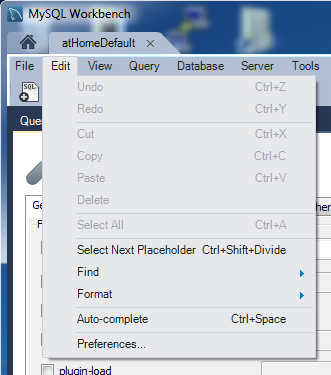 MySQL Workbench
atHomeDefault ×
File Edit View Query Database Server Tools
SQL
Que
Undo Ctrl+Z
Redo Ctrl+Y
Cut Ctrl+X
Copy Ctrl+C
Paste Ctrl+V
Delete
Select All Ctrl+A
Select Next Placeholder Ctrl+Shift+Divide
Find
Format
Auto-complete Ctrl+Space
Preferences...
plugin-load